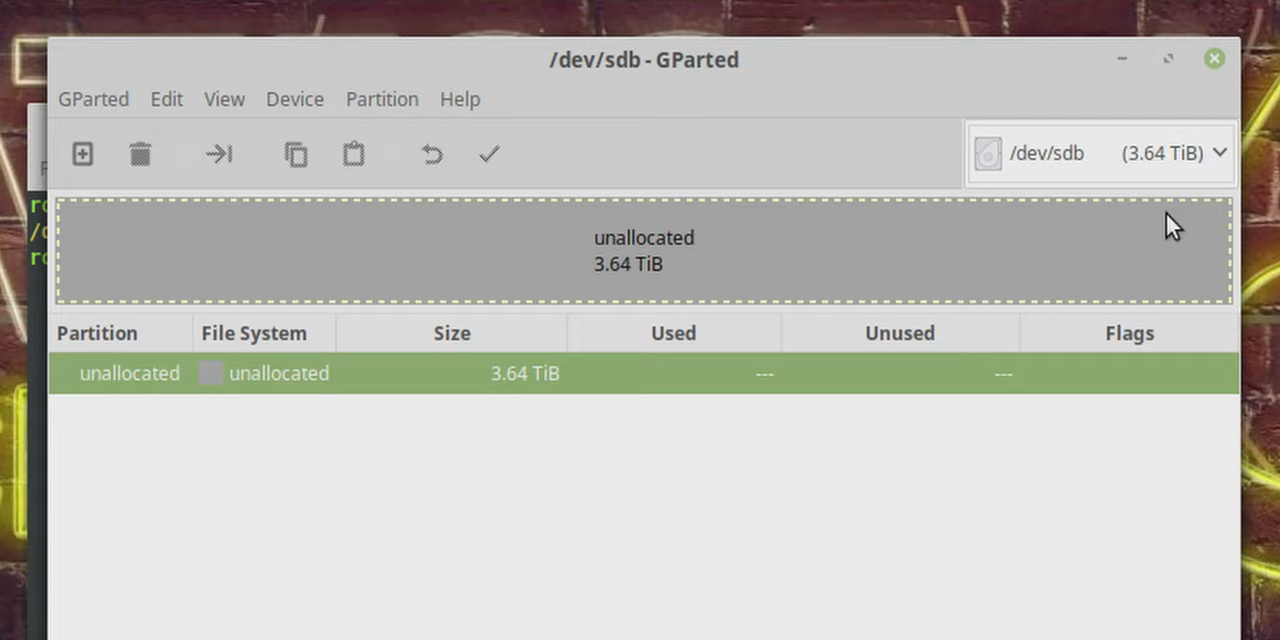 /dev/sdb - GParted
GParted Edit View Device Partition Help
/dev/sdb (3.64 TiB)
unallocated
3.64 TiB
Partition File System Size Used Unused Flags
unallocated unallocated 3.64 TiB --- ---